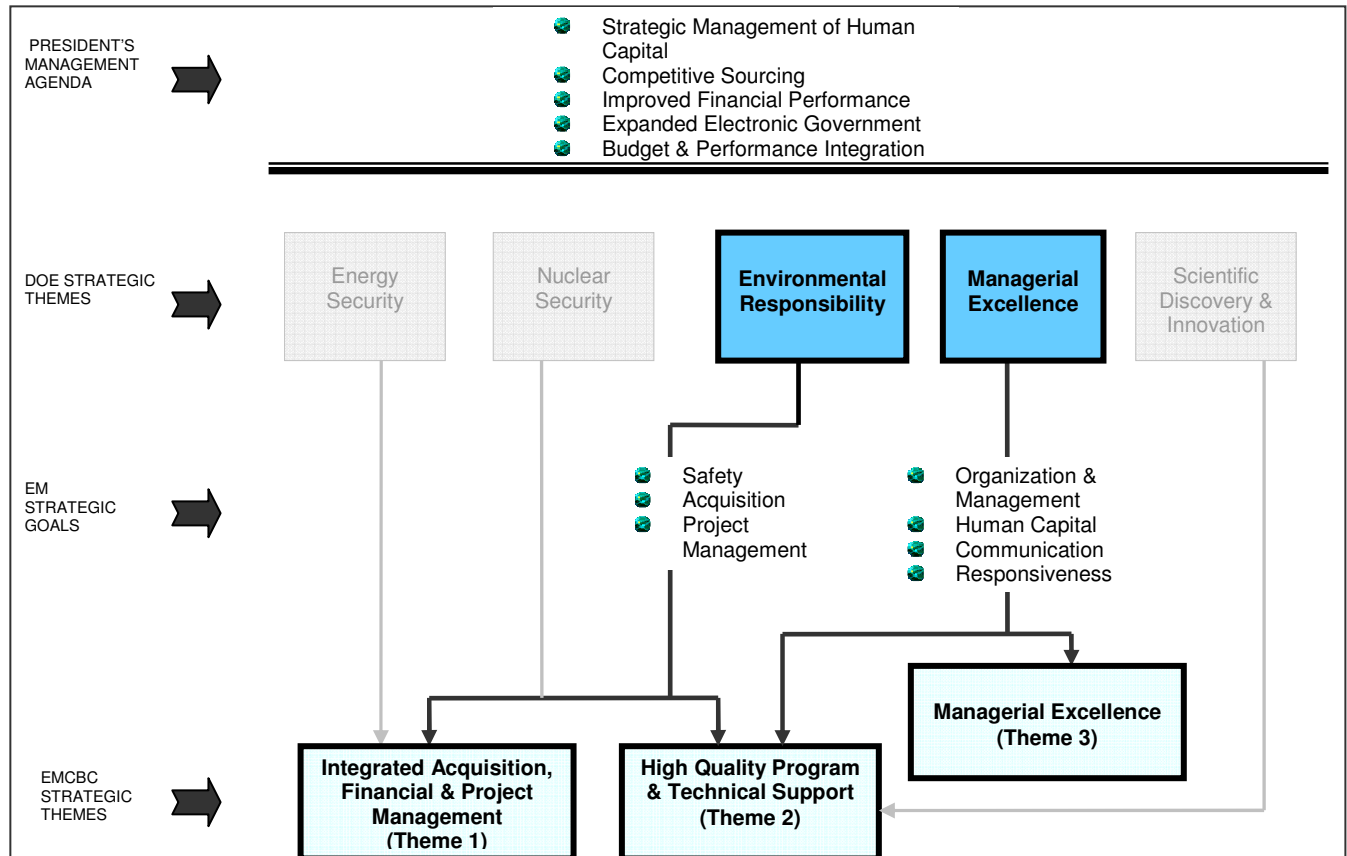 PRESIDENT'S
MANAGEMENT
AGENDA
Strategic Management of Human
Capital
Competitive Sourcing
Improved Financial Performance
Expanded Electronic Government
Budget & Performance Integration
DOE STRATEGIC
THEMES
Energy
Security
Nuclear
Security
Environmental
Responsibility
Managerial
Excellence
Scientific
Discovery &
Innovation
EM
STRATEGIC
GOALS
Safety
Acquisition
Project
Management
Organization &
Management
Human Capital
Communication
Responsiveness
EMCBC
STRATEGIC
THEMES
Integrated Acquisition,
Financial & Project
Management
(Theme 1)
High Quality Program
& Technical Support
(Theme 2)
Managerial Excellence
(Theme 3)